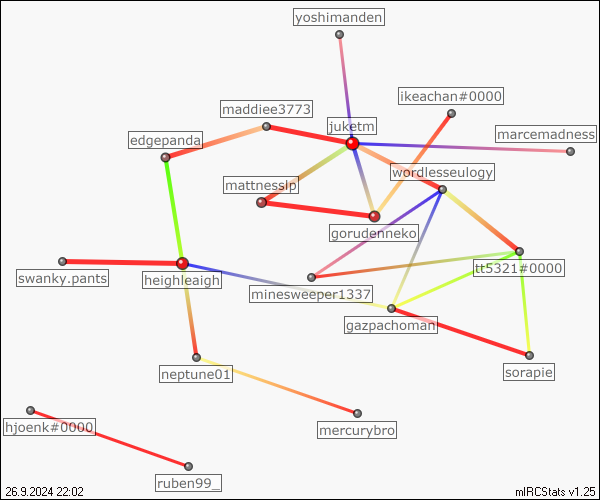 yoshimanden
ikeachan#0000
maddiee3773
juketm
marcemadness
edgepanda
wordlesseulogy
mattnesslp
gorudenneko
tt5321#0000
swanky.pants
heighleaigh
minesweeper1337
gazpachoman
neptune01
sorapie
hjoenk#0000
mercurybro
ruben99_
26.9.2024 22:02
mIRCStats v1.25